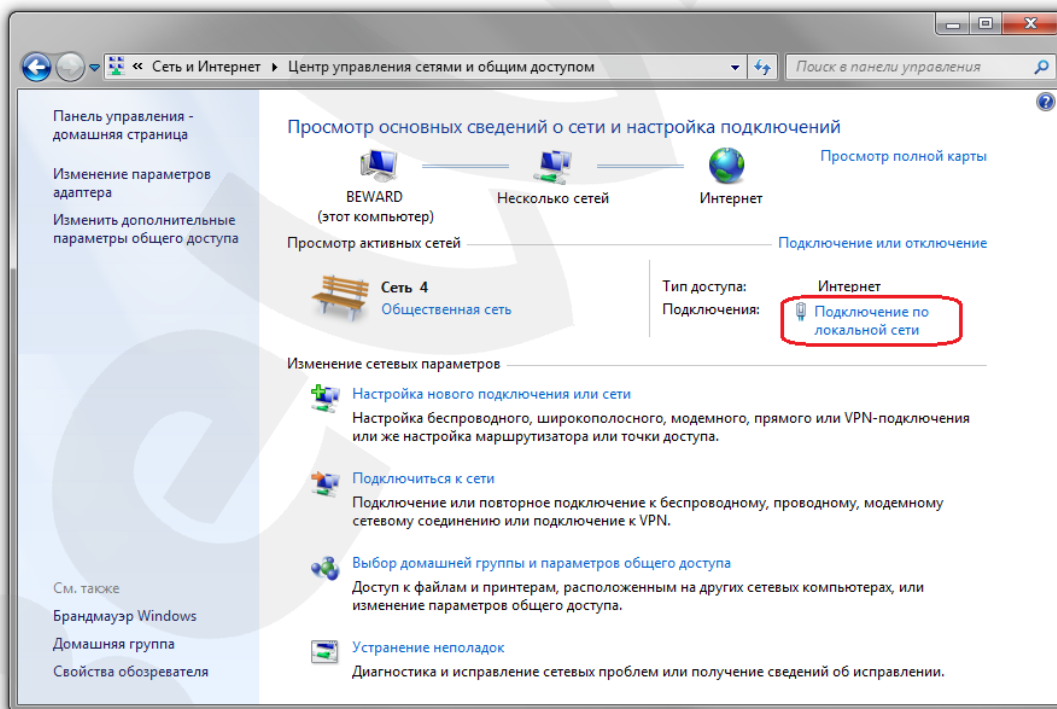 « Сеть и Интернет ▸ Центр управления сетями и общим доступом
Поиск в панели управления
Панель управления -
домашняя страница
Изменение параметров
адаптера
Изменить дополнительные
параметры общего доступа
Просмотр основных сведений о сети и настройка подключений
Просмотр полной карты
BEWARD
(этот компьютер)
Несколько сетей
Интернет
Просмотр активных сетей
Подключение или отключение
Сеть 4
Общественная сеть
Тип доступа: Интернет
Подключения: Подключение по
локальной сети
Изменение сетевых параметров
Настройка нового подключения или сети
Настройка беспроводного, широкополосного, модемного, прямого или VPN-подключения
или же настройка маршрутизатора или точки доступа.
Подключиться к сети
Подключение или повторное подключение к беспроводному, проводному, модемному
сетевому соединению или подключение к VPN.
Выбор домашней группы и параметров общего доступа
Доступ к файлам и принтерам, расположенным на других сетевых компьютерах, или
изменение параметров общего доступа.
Устранение неполадок
Диагностика и исправление сетевых проблем или получение сведений об исправлении.
См. также
Брандмауэр Windows
Домашняя группа
Свойства обозревателя